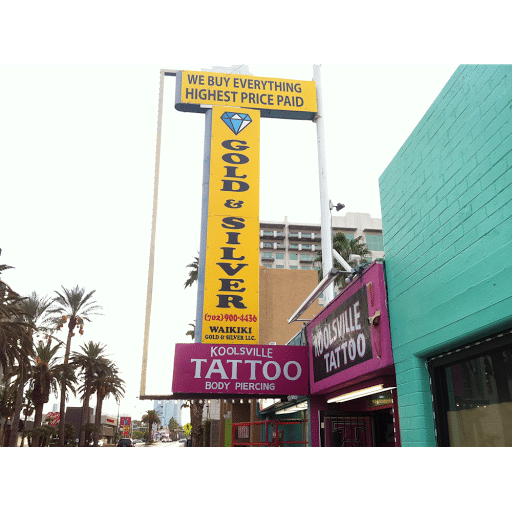 WE BUY EVERYTHING
HIGHEST PRICE PAID
GOLD & SILVER
(702)900-4436
WAIKIKI
GOLD & SILVER LLC.
KOOLSVILLE
TATTOO
BODY PIERCING
KOOLSVILLE
TATTOO